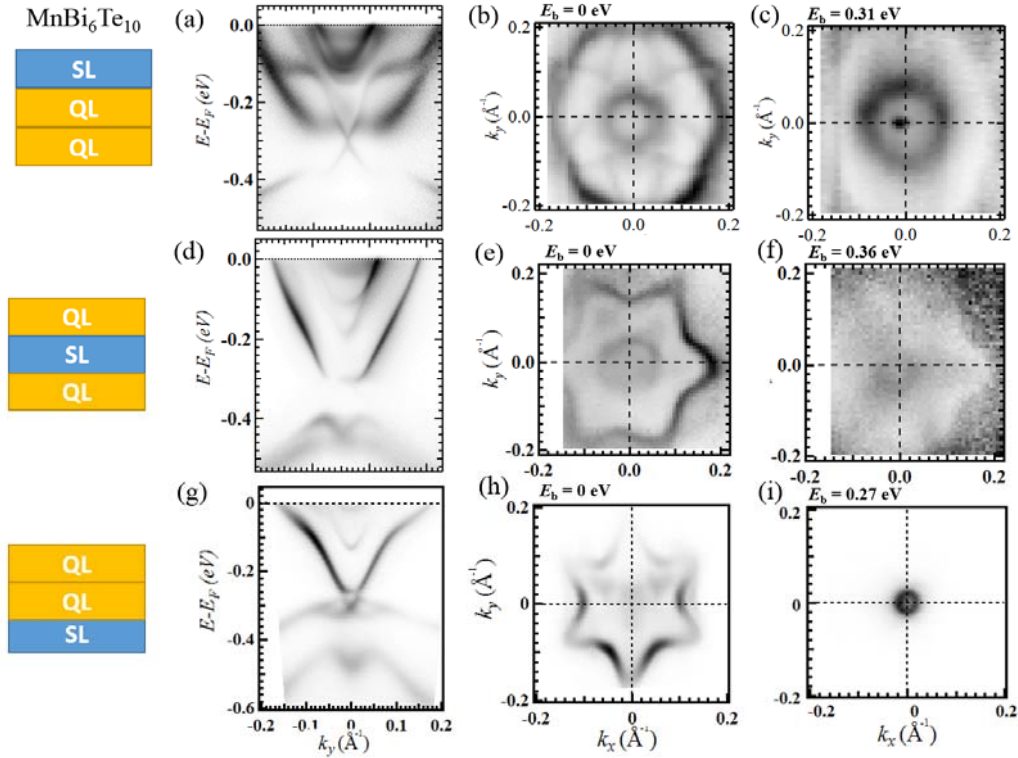 MnBi6Te10
SL
QL
QL
(a)
E-EF (eV)
0.0
-0.2
-0.4
(b)
Eb = 0 eV
ky (Å-1)
0.2
0.0
-0.2
-0.2
0.0
0.2
(c)
Eb = 0.31 eV
ky (Å-1)
0.2
0.0
-0.2
-0.2
0.0
0.2
QL
SL
QL
(d)
E-EF (eV)
0.0
-0.2
-0.4
(e)
Eb = 0 eV
ky (Å-1)
0.2
0.0
-0.2
-0.2
0.0
0.2
(f)
Eb = 0.36 eV
ky (Å-1)
0.2
0.0
-0.2
-0.2
0.0
0.2
QL
QL
SL
(g)
E-EF (eV)
0
-0.2
-0.4
-0.6
-0.2
-0.1
0
0.1
0.2
ky (Å-1)
(h)
Eb = 0 eV
ky (Å-1)
0.2
0
-0.2
-0.2
0
0.2
kx (Å-1)
(i)
Eb = 0.27 eV
0.2
0
-0.2
-0.2
0
0.2
kx (Å-1)